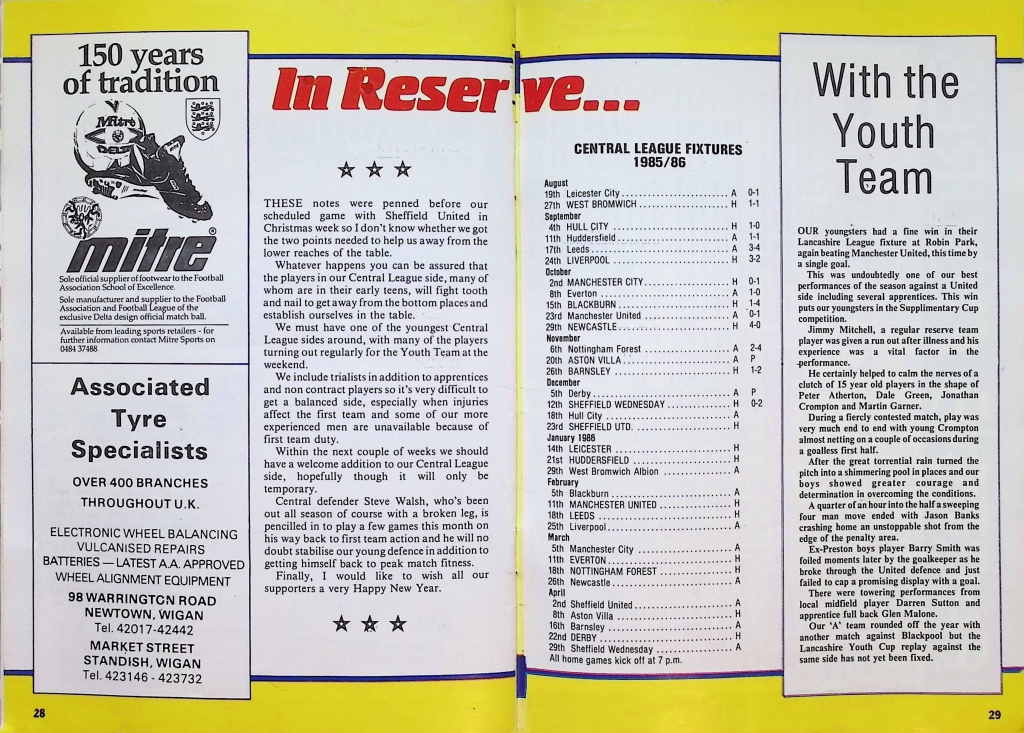 150 years
of tradition
Mitre
DELTA
mitre®
Sole official supplier of footwear to the Football
Association School of Excellence.
Sole manufacturer and supplier to the Football
Association and Football League of the
exclusive Delta design official match ball.
Available from leading sports retailers - for
further information contact Mitre Sports on
0484 37488
Associated
Tyre
Specialists
OVER 400 BRANCHES
THROUGHOUT U.K.
ELECTRONIC WHEEL BALANCING
VULCANISED REPAIRS
BATTERIES — LATEST A.A. APPROVED
WHEEL ALIGNMENT EQUIPMENT
98 WARRINGTON ROAD
NEWTOWN, WIGAN
Tel. 42017-42442
MARKET STREET
STANDISH, WIGAN
Tel. 423146 - 423732
28
In Reserve...
THESE notes were penned before our
scheduled game with Sheffield United in
Christmas week so I don't know whether we got
the two points needed to help us away from the
lower reaches of the table.
Whatever happens you can be assured that
the players in our Central League side, many of
whom are in their early teens, will fight tooth
and nail to get away from the bottom places and
establish ourselves in the table.
We must have one of the youngest Central
League sides around, with many of the players
turning out regularly for the Youth Team at the
weekend.
We include trialists in addition to apprentices
and non contract players so it's very difficult to
get a balanced side, especially when injuries
affect the first team and some of our more
experienced men are unavailable because of
first team duty.
Within the next couple of weeks we should
have a welcome addition to our Central League
side, hopefully though it will only be
temporary.
Central defender Steve Walsh, who's been
out all season of course with a broken leg, is
pencilled in to play a few games this month on
his way back to first team action and he will no
doubt stabilise our young defence in addition to
getting himself back to peak match fitness.
Finally, I would like to wish all our
supporters a very Happy New Year.
CENTRAL LEAGUE FIXTURES
1985/86
August
19th Leicester City A 0-1
27th WEST BROMWICH H 1-1
September
4th HULL CITY H 1-0
11th Huddersfield A 1-1
17th Leeds A 3-4
24th LIVERPOOL H 3-2
October
2nd MANCHESTER CITY H 0-1
8th Everton A 1-0
15th BLACKBURN H 1-4
23rd Manchester United A 0-1
29th NEWCASTLE H 4-0
November
6th Nottingham Forest A 2-4
20th ASTON VILLA A P
26th BARNSLEY H 1-2
December
5th Derby A P
12th SHEFFIELD WEDNESDAY H 0-2
18th Hull City A
23rd SHEFFIELD UTD. H
January 1986
14th LEICESTER H
21st HUDDERSFIELD H
29th West Bromwich Albion A
February
5th Blackburn A
11th MANCHESTER UNITED H
18th LEEDS H
25th Liverpool A
March
5th Manchester City A
11th EVERTON H
18th NOTTINGHAM FOREST H
26th Newcastle A
April
2nd Sheffield United A
8th Aston Villa H
16th Barnsley A
22nd DERBY H
29th Sheffield Wednesday A
All home games kick off at 7 p.m.
With the
Youth
Team
OUR youngsters had a fine win in their
Lancashire League fixture at Robin Park,
again beating Manchester United, this time by
a single goal.
This was undoubtedly one of our best
performances of the season against a United
side including several apprentices. This win
puts our youngsters in the Supplimentary Cup
competition.
Jimmy Mitchell, a regular reserve team
player was given a run out after illness and his
experience was a vital factor in the
performance.
He certainly helped to calm the nerves of a
clutch of 15 year old players in the shape of
Peter Atherton, Dale Green, Jonathan
Crompton and Martin Garner.
During a fiercly contested match, play was
very much end to end with young Crompton
almost netting on a couple of occasions during
a goalless first half.
After the great torrential rain turned the
pitch into a shimmering pool in places and our
boys showed greater courage and
determination in overcoming the conditions.
A quarter of an hour into the half a sweeping
four man move ended with Jason Banks
crashing home an unstoppable shot from the
edge of the penalty area.
Ex-Preston boys player Barry Smith was
foiled moments later by the goalkeeper as he
broke through the United defence and just
failed to cap a promising display with a goal.
There were towering performances from
local midfield player Darren Sutton and
apprentice full back Glen Malone.
Our 'A' team rounded off the year with
another match against Blackpool but the
Lancashire Youth Cup replay against the
same side has not yet been fixed.
29